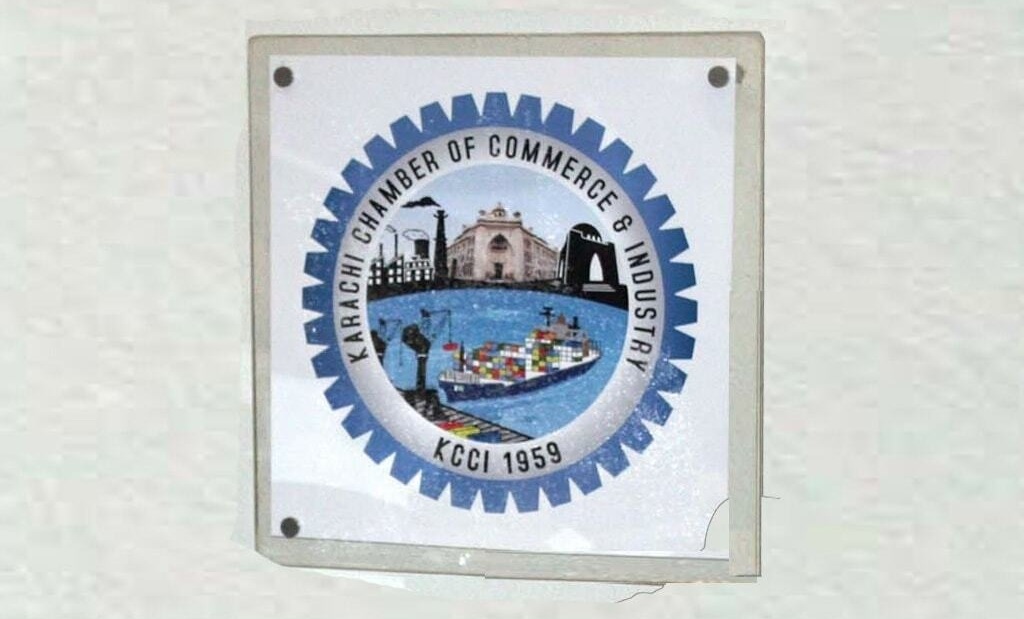 KARACHI CHAMBER OF COMMERCE & INDUSTRY
KCCI 1959